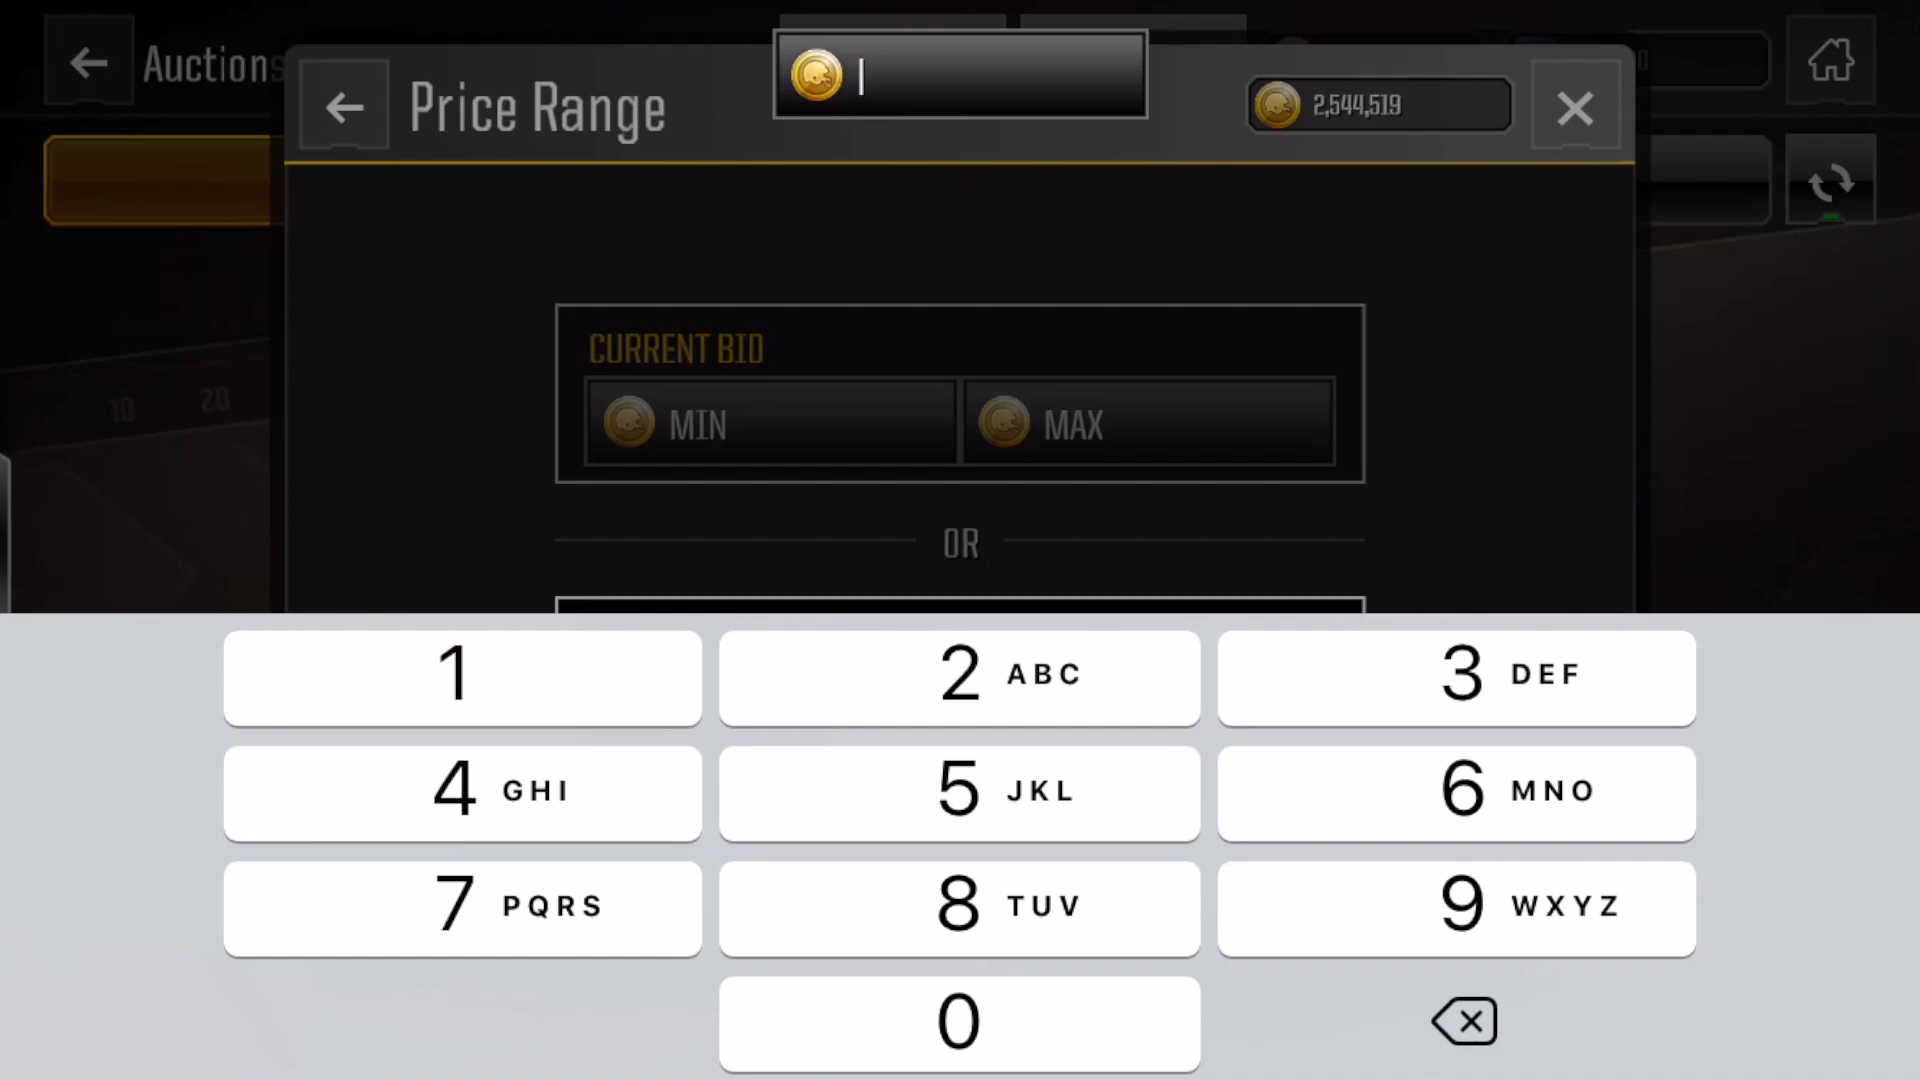 Auctions
Price Range
2,544,519
CURRENT BID
MIN
MAX
OR
10
20
1
2 ABC
3 DEF
4 GHI
5 JKL
6 MNO
7 PQRS
8 TUV
9 WXYZ
0